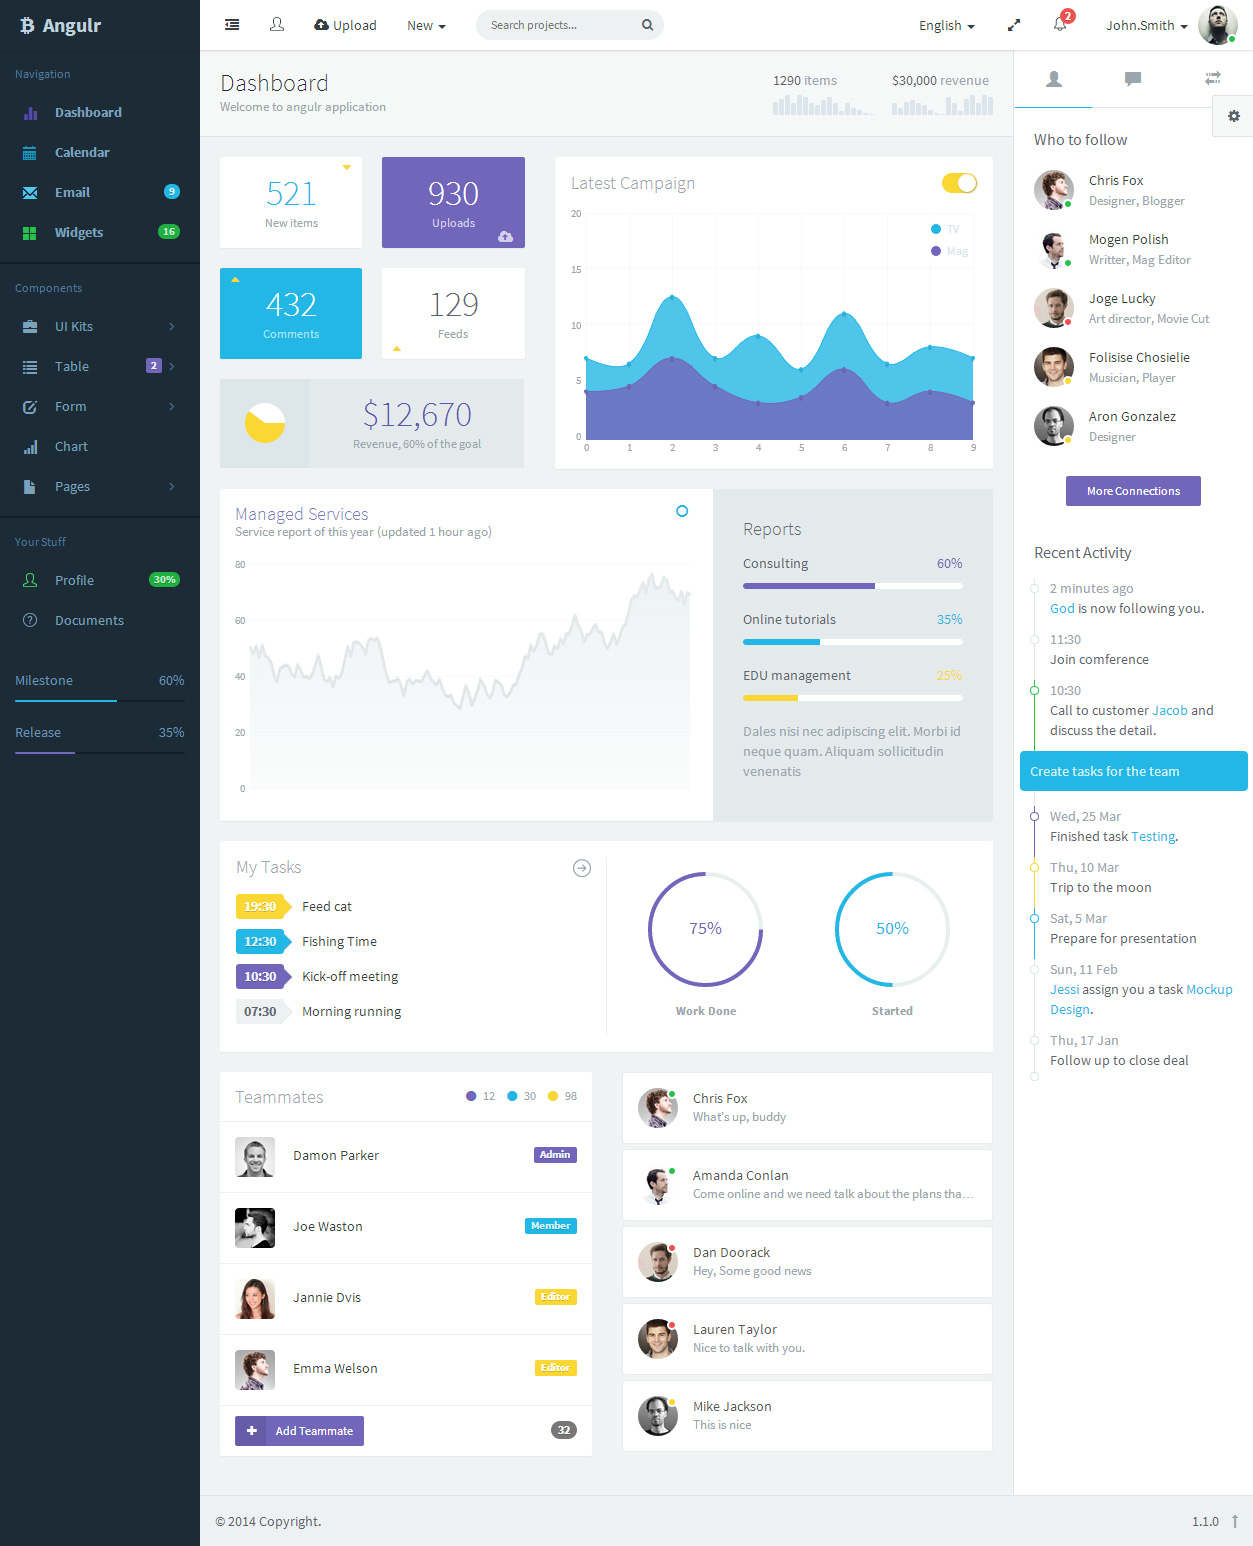 Angulr
Upload
New
Search projects...
English
2
John.Smith
Navigation
Dashboard
Calendar
Email
9
Widgets
16
Components
UI Kits
Table
2
Form
Chart
Pages
Your Stuff
Profile
30%
Documents
Milestone
60%
Release
35%
Dashboard
Welcome to angulr application
1290 items
$30,000 revenue
521
New items
930
Uploads
432
Comments
129
Feeds
$12,670
Revenue, 60% of the goal
Latest Campaign
TV
Mag
20
15
10
5
0
0 1 2 3 4 5 6 7 8 9
Managed Services
Service report of this year (updated 1 hour ago)
80
60
40
20
0
Reports
Consulting
60%
Online tutorials
35%
EDU management
25%
Dales nisi nec adipiscing elit. Morbi id
neque quam. Aliquam sollicitudin
venenatis
My Tasks
19:30
Feed cat
12:30
Fishing Time
10:30
Kick-off meeting
07:30
Morning running
75%
Work Done
50%
Started
Teammates
12
30
98
Damon Parker
Admin
Joe Waston
Member
Jannie Dvis
Editor
Emma Welson
Editor
Add Teammate
32
Chris Fox
What's up, buddy
Amanda Conlan
Come online and we need talk about the plans tha...
Dan Doorack
Hey, Some good news
Lauren Taylor
Nice to talk with you.
Mike Jackson
This is nice
Who to follow
Chris Fox
Designer, Blogger
Mogen Polish
Writter, Mag Editor
Joge Lucky
Art director, Movie Cut
Folisise Chosielie
Musician, Player
Aron Gonzalez
Designer
More Connections
Recent Activity
2 minutes ago
God is now following you.
11:30
Join comference
10:30
Call to customer Jacob and
discuss the detail.
Create tasks for the team
Wed, 25 Mar
Finished task Testing.
Thu, 10 Mar
Trip to the moon
Sat, 5 Mar
Prepare for presentation
Sun, 11 Feb
Jessi assign you a task Mockup
Design.
Thu, 17 Jan
Follow up to close deal
© 2014 Copyright.
1.1.0